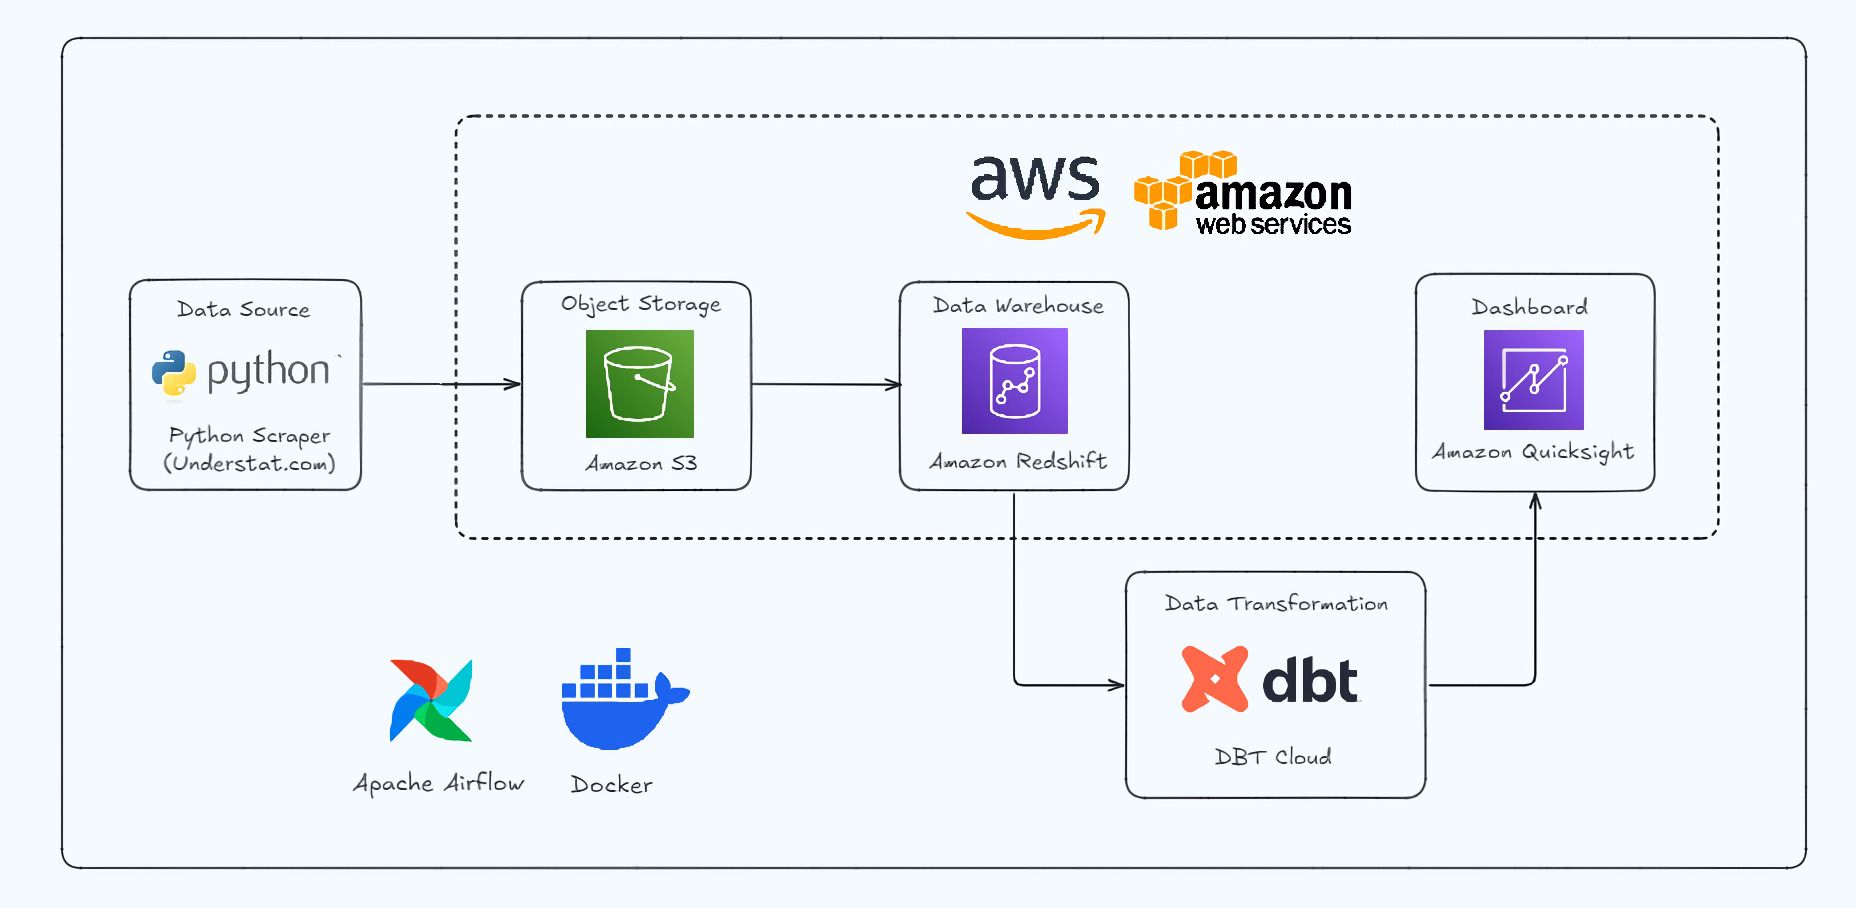 aws
amazon
web services
Data Source
python
Python Scraper
(Understat.com)
Object Storage
Amazon S3
Data Warehouse
Amazon Redshift
Dashboard
Amazon Quicksight
Data Transformation
dbt
DBT Cloud
Apache Airflow
Docker